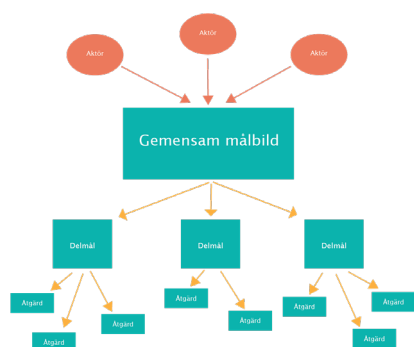 Aktör
Aktör
Aktör
Gemensam målbild
Delmål
Delmål
Delmål
Åtgärd
Åtgärd
Åtgärd
Åtgärd
Åtgärd
Åtgärd
Åtgärd
Åtgärd